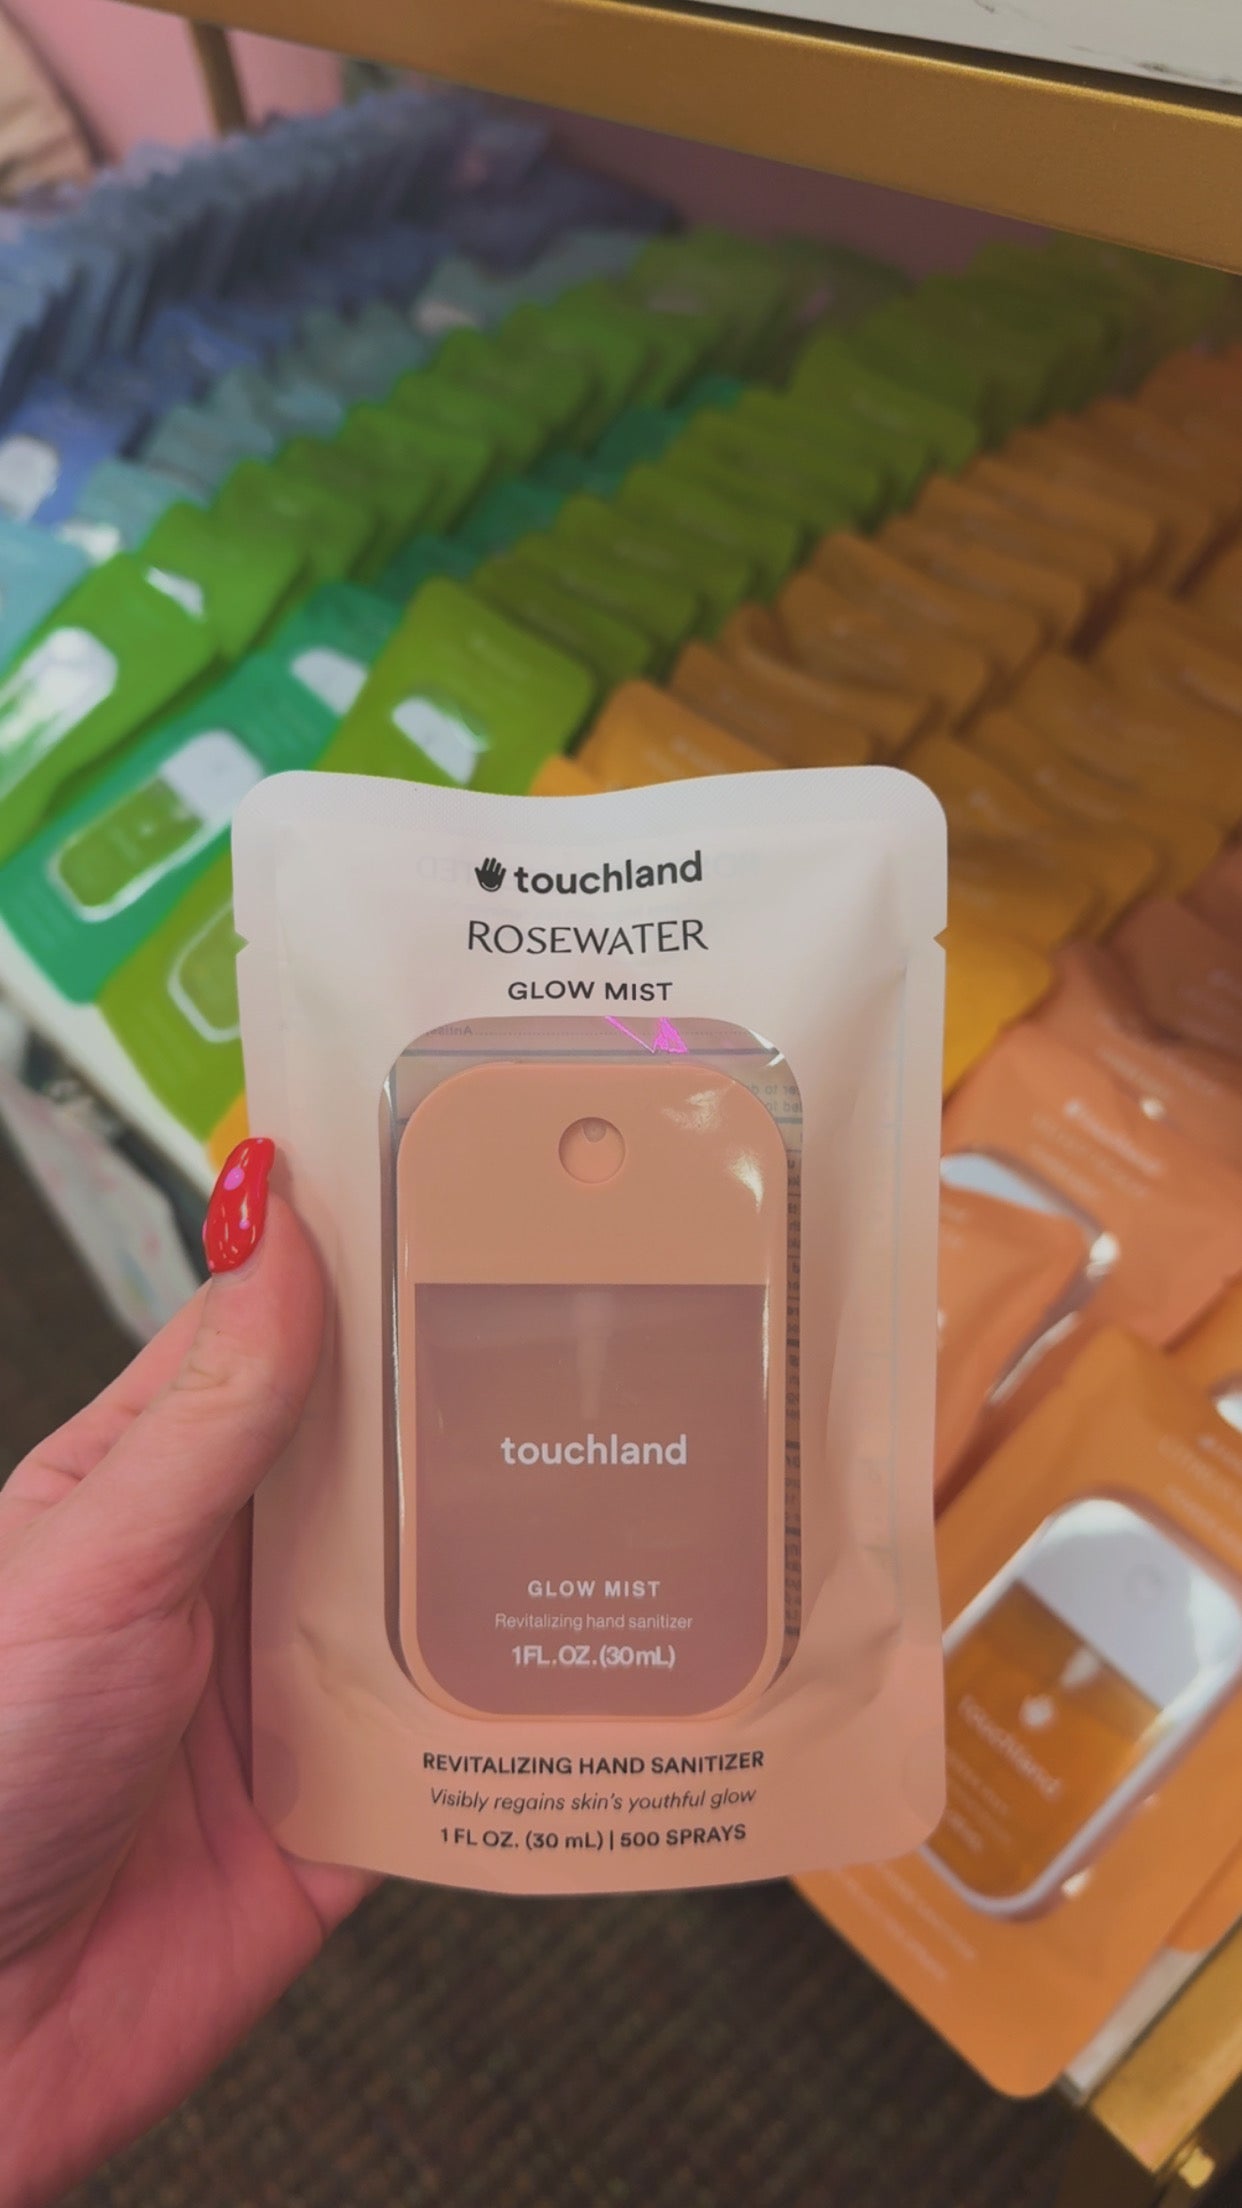 touchland
ROSEWATER
GLOW MIST
touchland
GLOW MIST
Revitalizing hand sanitizer
1FL.OZ.(30mL)
REVITALIZING HAND SANITIZER
Visibly regains skin's youthful glow
1 FL OZ. (30 mL) | 500 SPRAYS
touchland